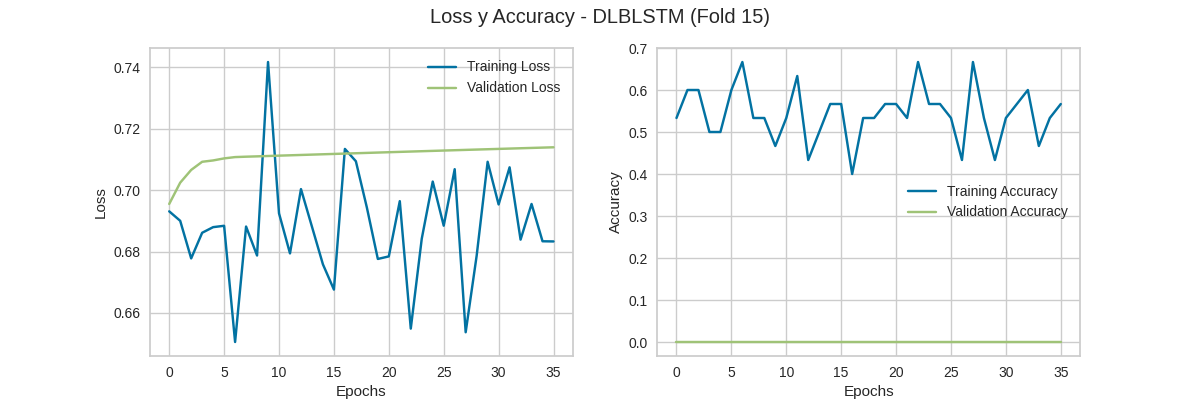 Loss y Accuracy - DLBLSTM (Fold 15)
Loss
0.74
0.72
0.70
0.68
0.66
Training Loss
Validation Loss
0 5 10 15 20 25 30 35
Epochs
Accuracy
0.7
0.6
0.5
0.4
0.3
0.2
0.1
0.0
Training Accuracy
Validation Accuracy
0 5 10 15 20 25 30 35
Epochs